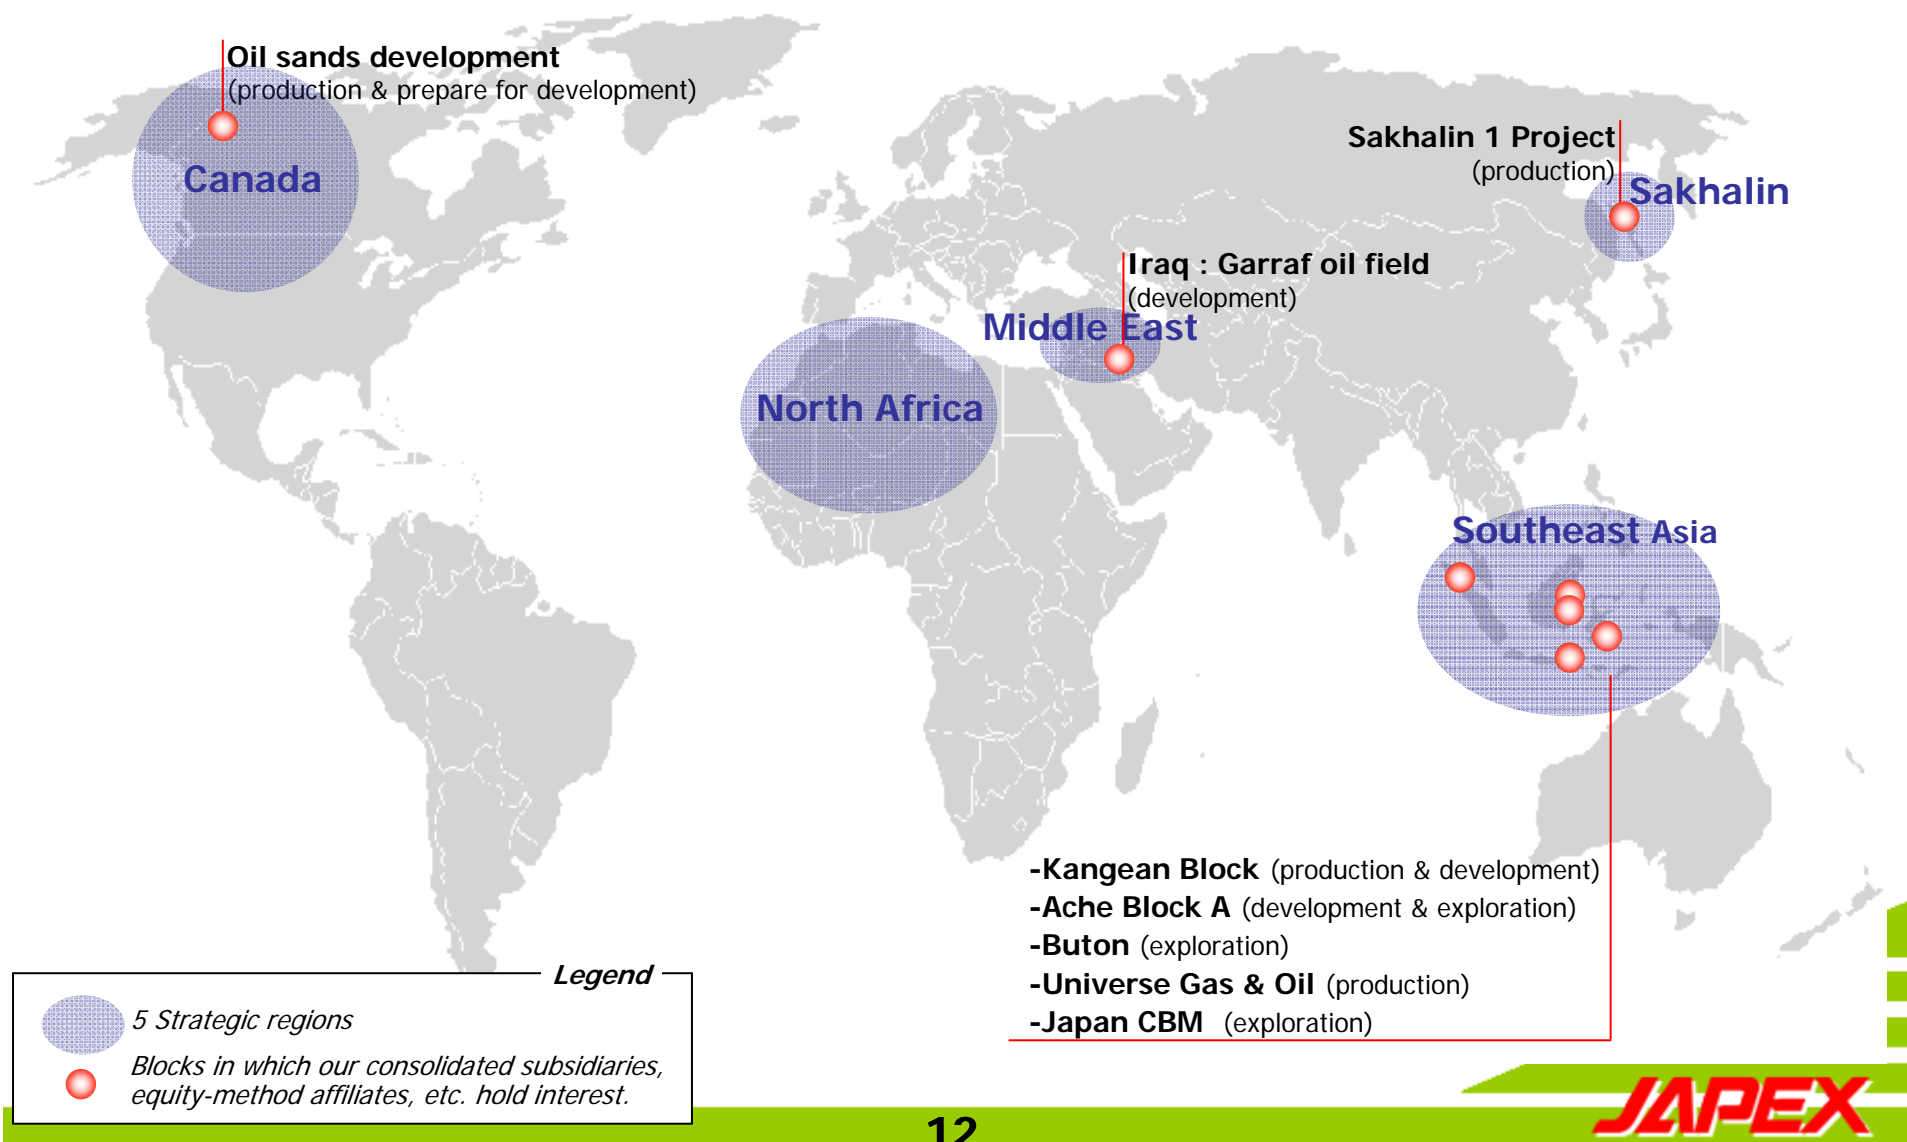 Oil sands development
(production & prepare for development)
Canada
Sakhalin 1 Project
(production)
Sakhalin
Iraq : Garraf oil field
(development)
Middle East
North Africa
Southeast Asia
-Kangean Block (production & development)
-Ache Block A (development & exploration)
-Buton (exploration)
-Universe Gas & Oil (production)
-Japan CBM (exploration)
Legend
5 Strategic regions
Blocks in which our consolidated subsidiaries,
equity-method affiliates, etc. hold interest.
12
JAPEX